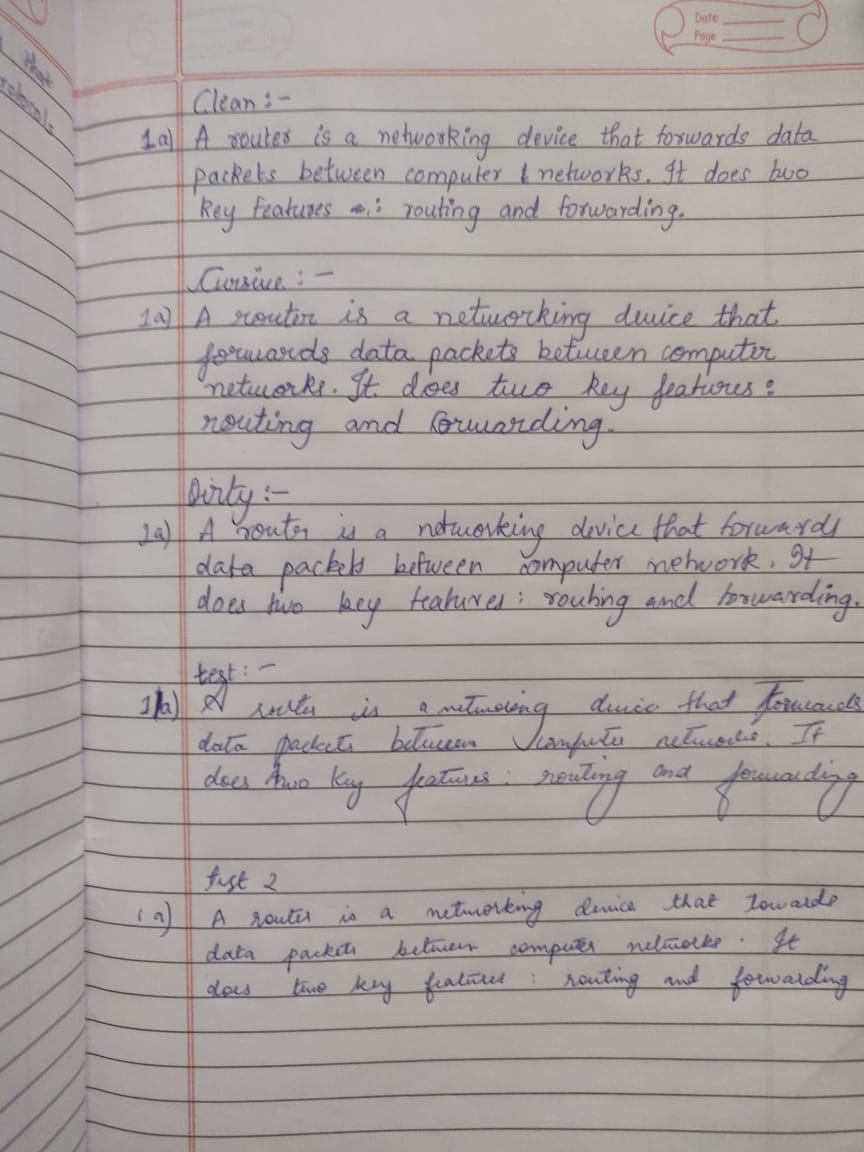 Date
Page
that
rotocols
Clean :-
1a) A router is a networking device that forwards data
packets between computer & networks. It does two
key features : routing and forwarding.
Cursive :-
1a) A router is a networking device that
forwards data packets between computer
networks. It does two key features :
routing and forwarding.
Dirty :-
1a) A router is a networking device that forwards
data packets between computer network. It
does two key features : routing and forwarding.
test :-
1a) A router is a networking device that forwards
data packets between computer networks. It
does two key features : routing and forwarding
test 2
1a) A router is a networking device that towards
data packets between computer networks. It
does two key features : routing and forwarding